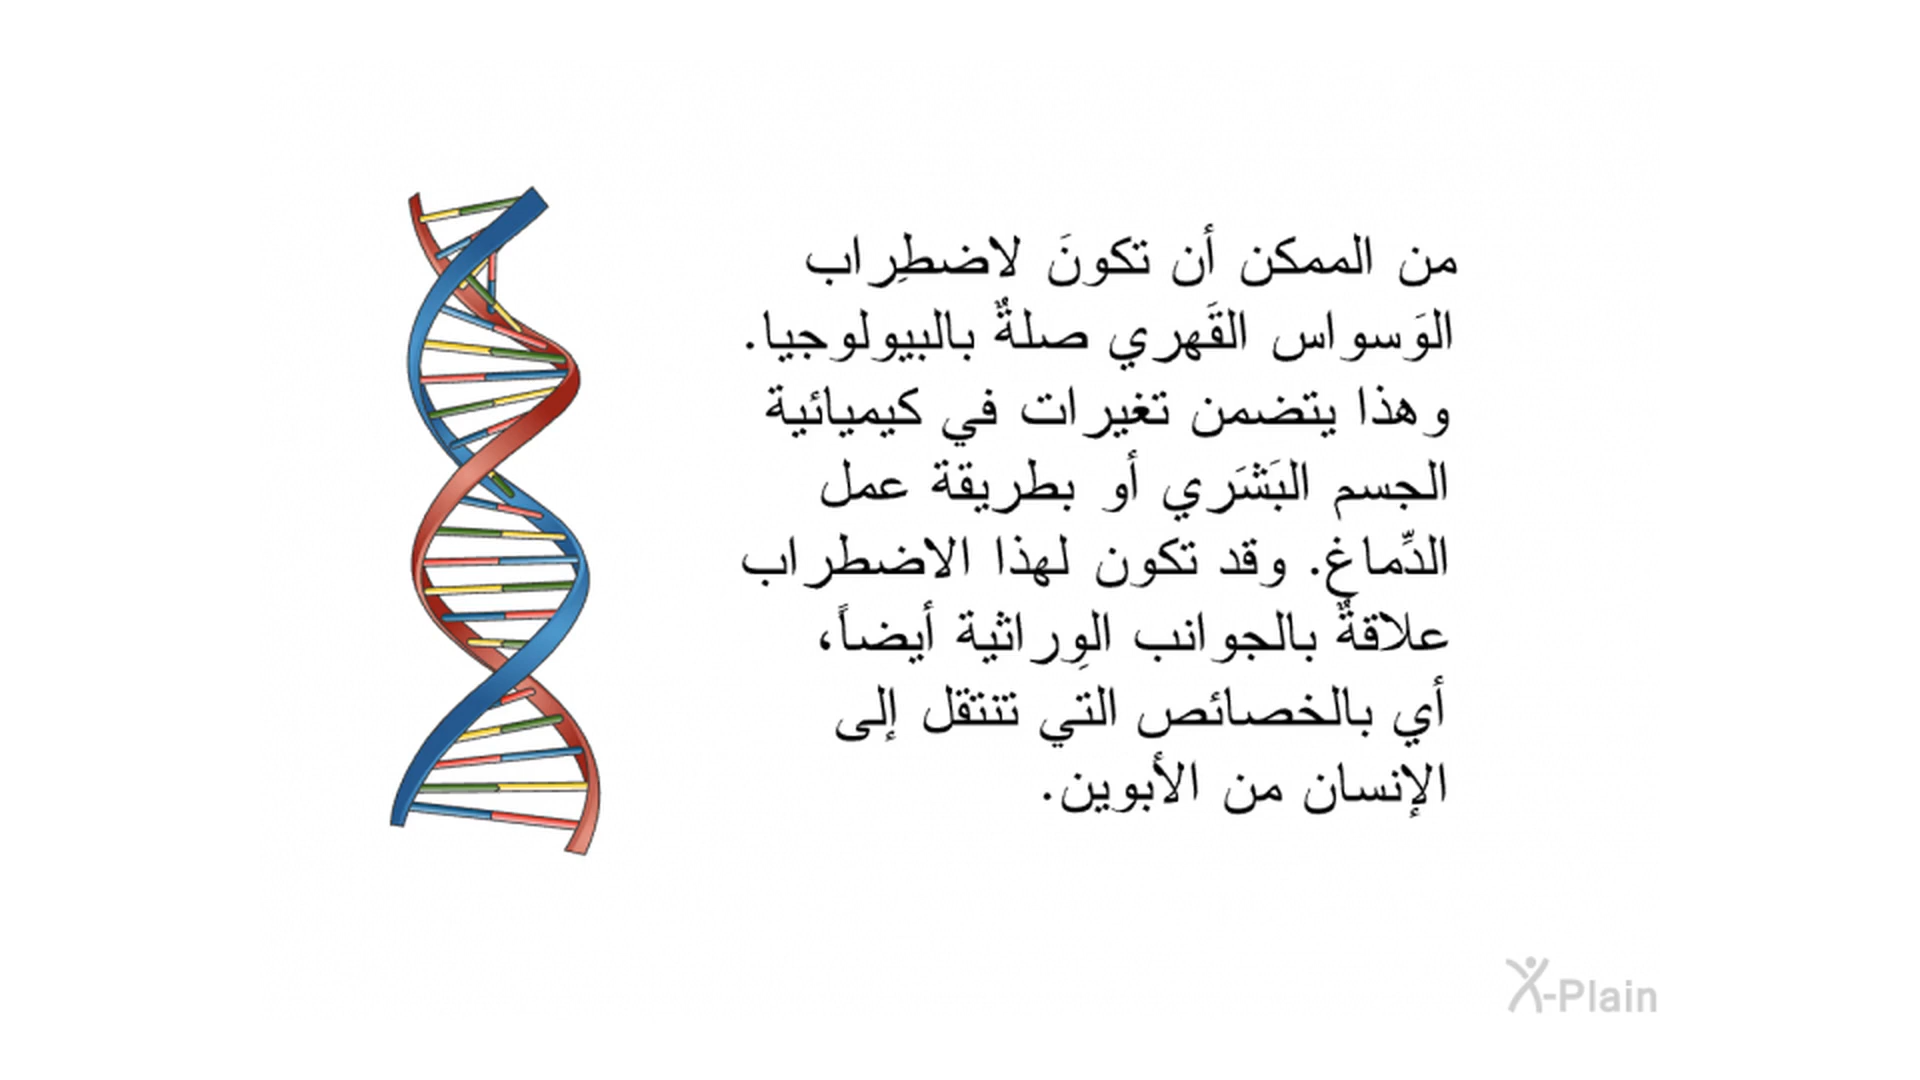 من الممكن أن تكونَ لاضطِراب
الوَسواس القَهري صلةٌ بالبيولوجيا.
وهذا يتضمن تغيرات في كيميائية
الجسم البَشَري أو بطريقة عمل
الدِّماغ. وقد تكون لهذا الاضطراب
علاقةٌ بالجوانب الوِراثية أيضاً،
أي بالخصائص التي تنتقل إلى
الإنسان من الأبوين.
X-Plain